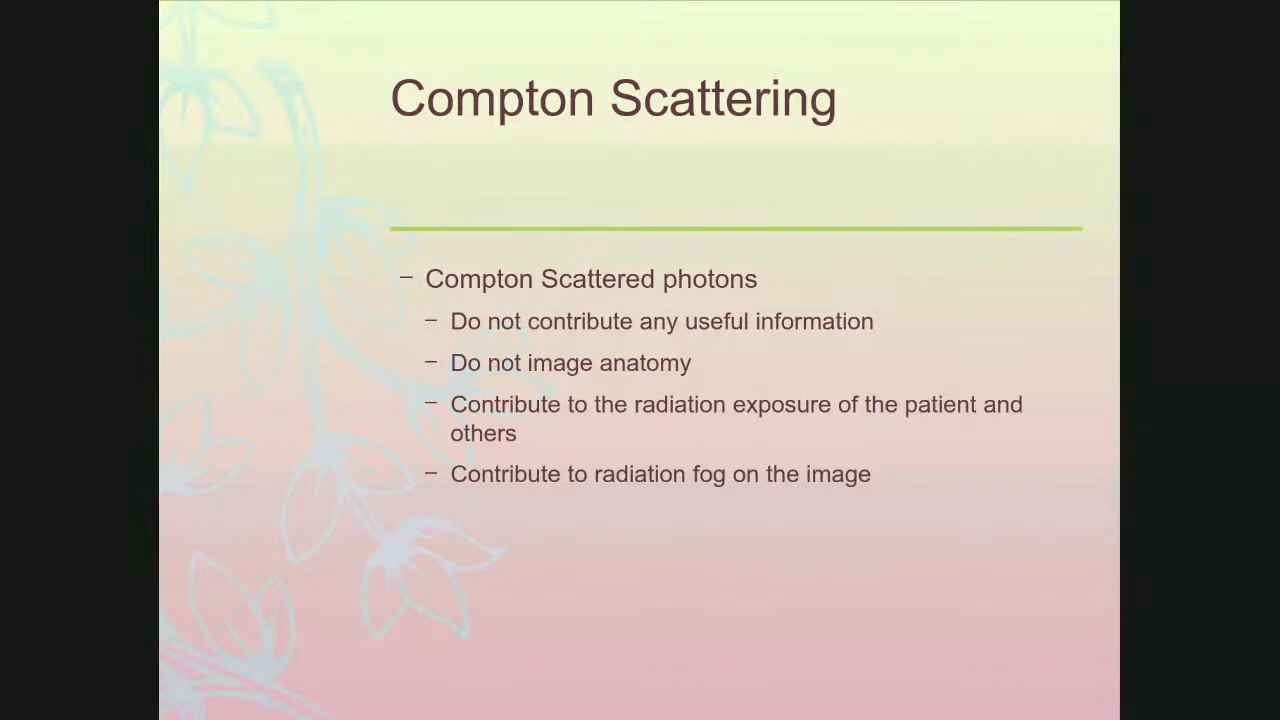 Compton Scattering
– Compton Scattered photons
– Do not contribute any useful information
– Do not image anatomy
– Contribute to the radiation exposure of the patient and
others
– Contribute to radiation fog on the image